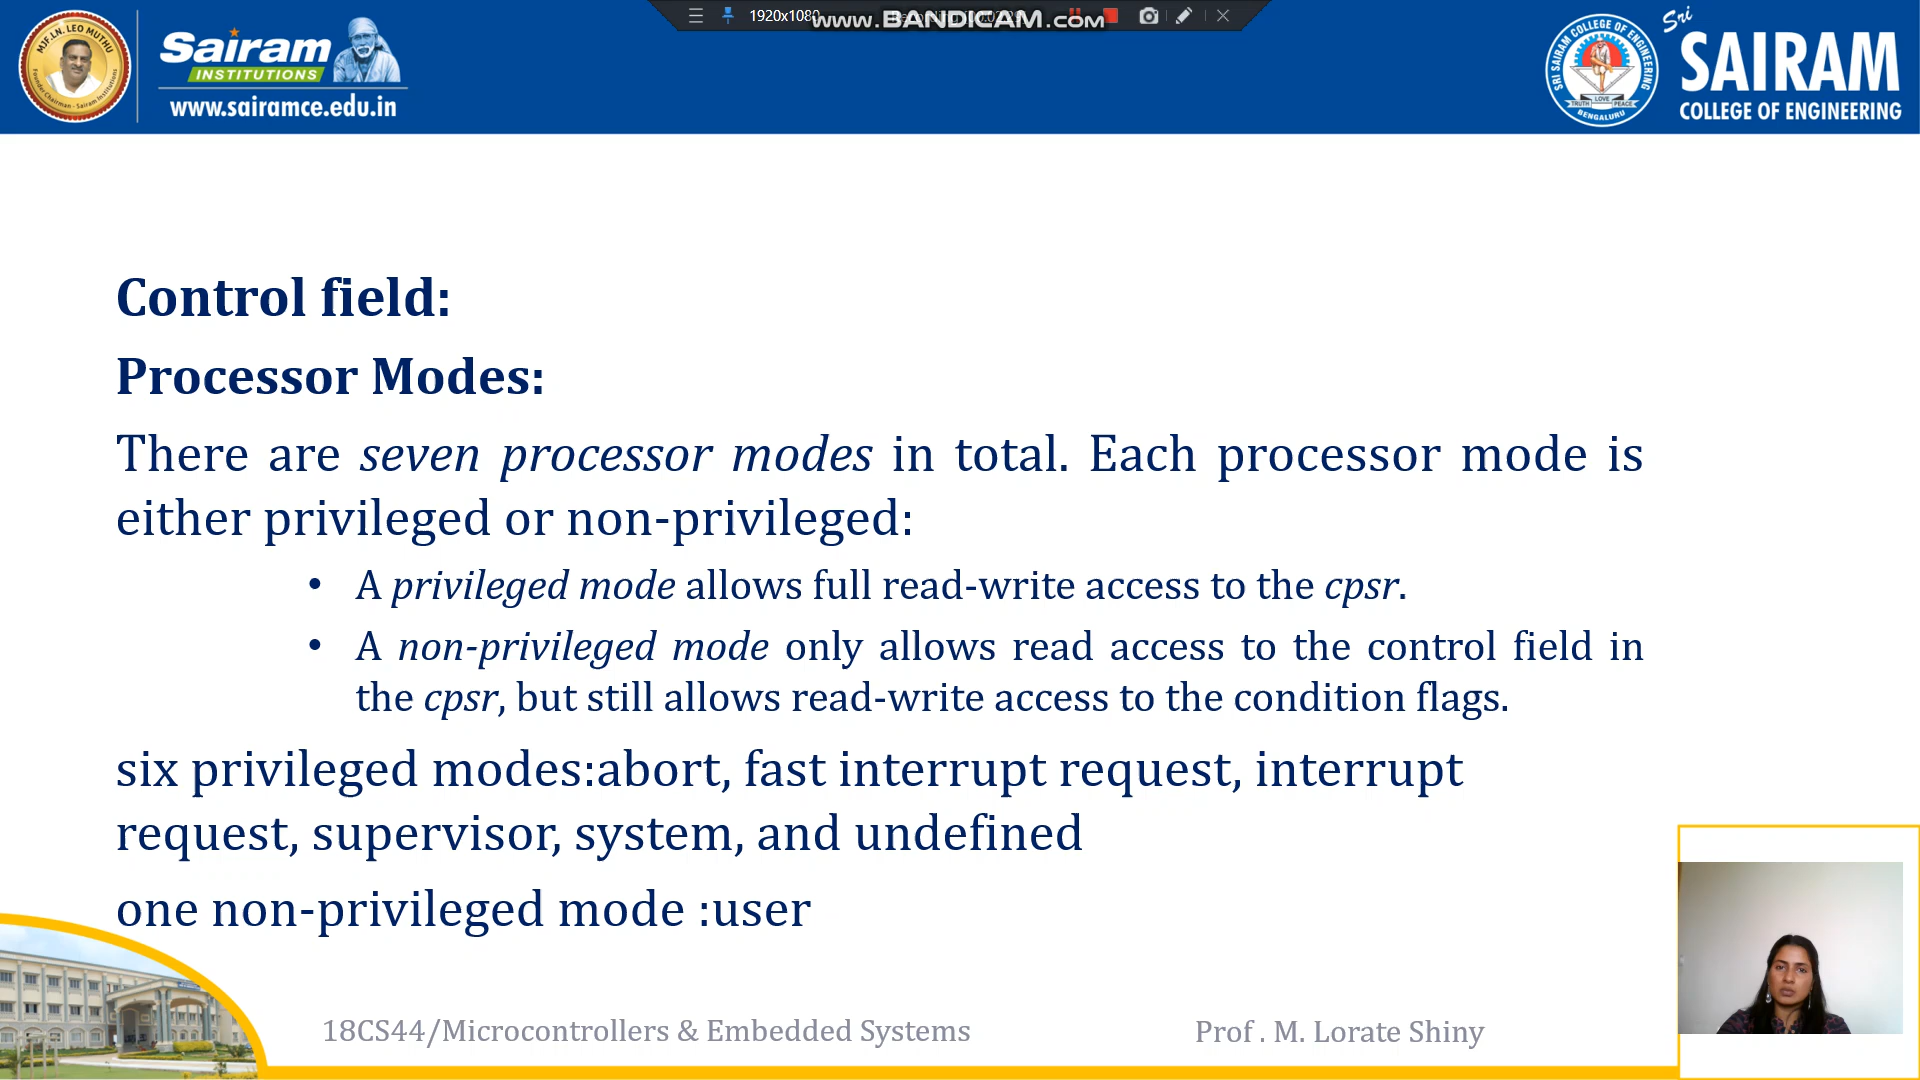 1920x1080
www.BANDICAM.com
MJF.LN. LEO MUTHU
Founder Chairman - Sairam Institutions
Sairam
INSTITUTIONS
www.sairamce.edu.in
SRI SAIRAM COLLEGE OF ENGINEERING
TRUTH LOVE PEACE
BENGALURU
Sri
SAIRAM
COLLEGE OF ENGINEERING
Control field:
Processor Modes:
There are seven processor modes in total. Each processor mode is
either privileged or non-privileged:
• A privileged mode allows full read-write access to the cpsr.
• A non-privileged mode only allows read access to the control field in
the cpsr, but still allows read-write access to the condition flags.
six privileged modes:abort, fast interrupt request, interrupt
request, supervisor, system, and undefined
one non-privileged mode :user
18CS44/Microcontrollers & Embedded Systems
Prof . M. Lorate Shiny